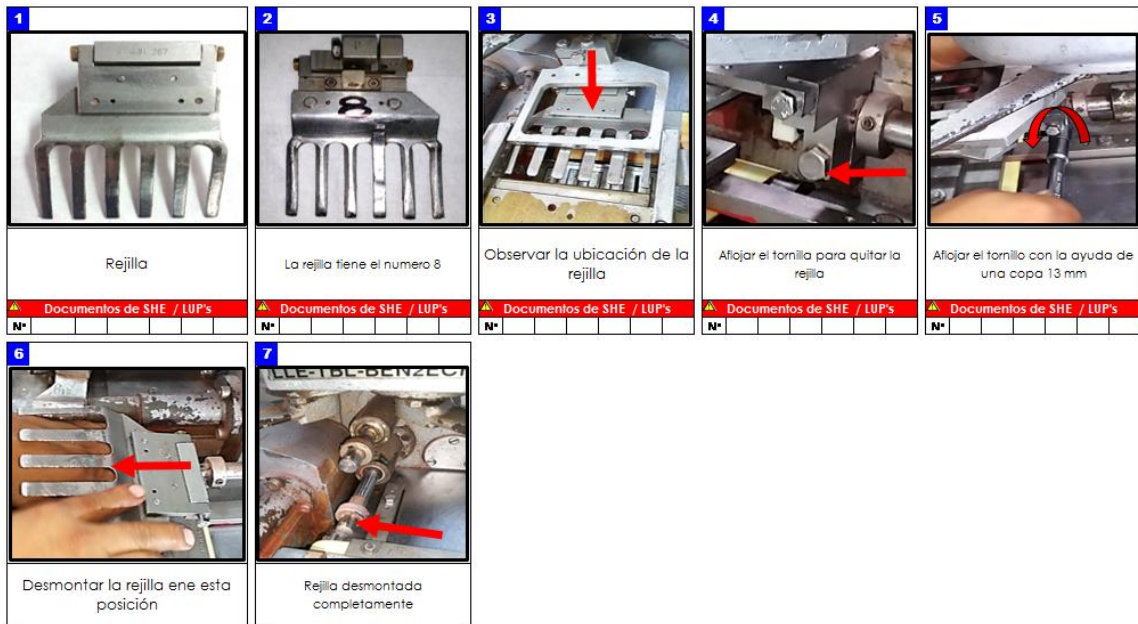 1
2
3
4
5
Rejilla
La rejilla tiene el numero 8
Observar la ubicación de la
rejilla
Aflojar el tornilla para quitar la
rejilla
Aflojar el tornillo con la ayuda de
una copa 13 mm
Documentos de SHE / LUP's
Documentos de SHE / LUP's
Documentos de SHE / LUP's
Documentos de SHE / LUP's
Documentos de SHE / LUP's
N°
N°
N°
N°
N°
6
7
8
Desmontar la rejilla ene esta
posición
Rejilla desmontada
completamente